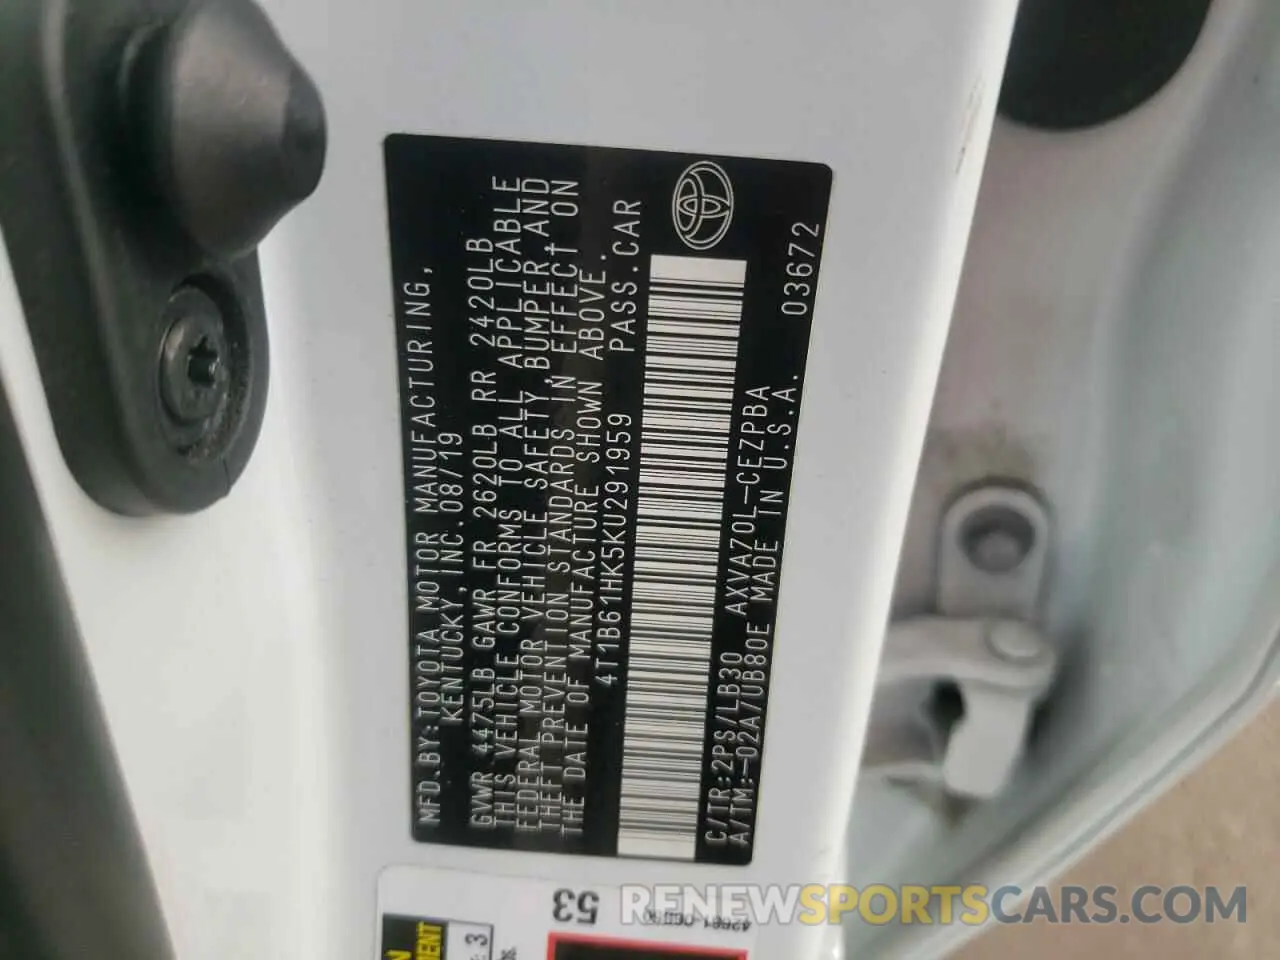 MFD.BY:TOYOTA MOTOR MANUFACTURING,
KENTUCKY INC.08/19
GVWR 4475LB GAWR FR 2620LB RR 2420LB
THIS VEHICLE CONFORMS TO ALL APPLICABLE
FEDERAL MOTOR VEHICLE SAFETY,BUMPER,AND
THEFT PREVENTION STANDARDS IN EFFECT ON
THE DATE OF MANUFACTURE SHOWN ABOVE.
4T1B61HK5KU291959 PASS.CAR
C/TR:2PS/LB30 AXVA70L-CEZPBA
A/TM:-02A/UB80E MADE IN U.S.A. 03672
53
3
RENEWSPORTSCARS.COM